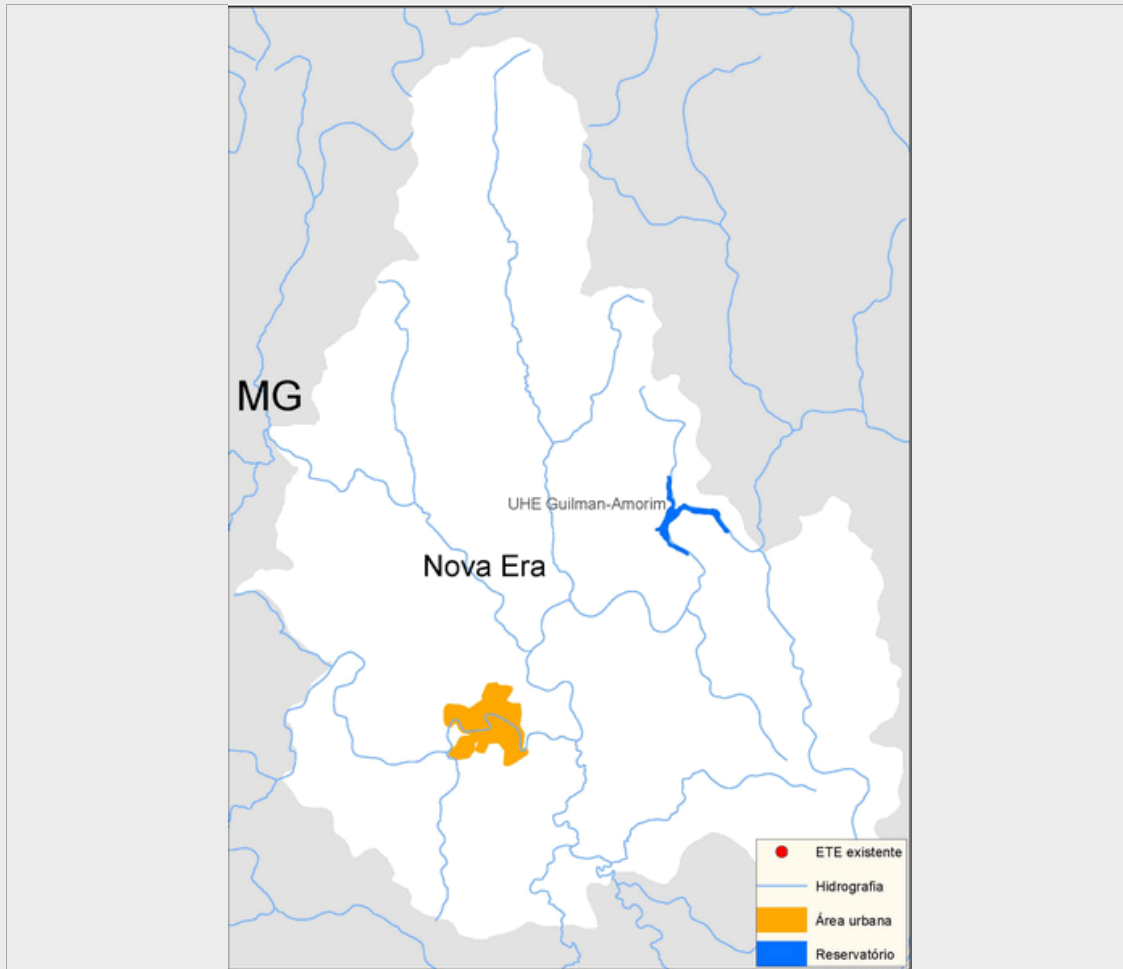 MG
UHE Guilman-Amorim
Nova Era
ETE existente
Hidrografia
Área urbana
Reservatório